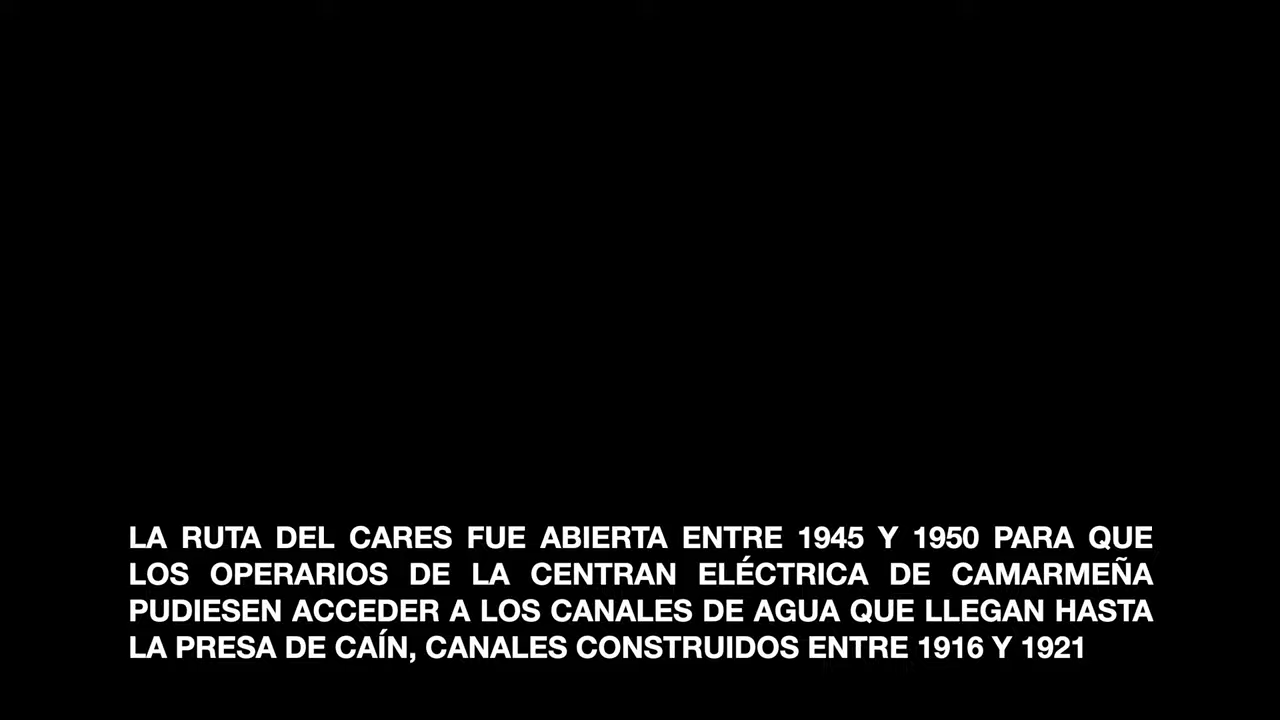 LA RUTA DEL CARES FUE ABIERTA ENTRE 1945 Y 1950 PARA QUE
LOS OPERARIOS DE LA CENTRAN ELÉCTRICA DE CAMARMEÑA
PUDIESEN ACCEDER A LOS CANALES DE AGUA QUE LLEGAN HASTA
LA PRESA DE CAÍN, CANALES CONSTRUIDOS ENTRE 1916 Y 1921